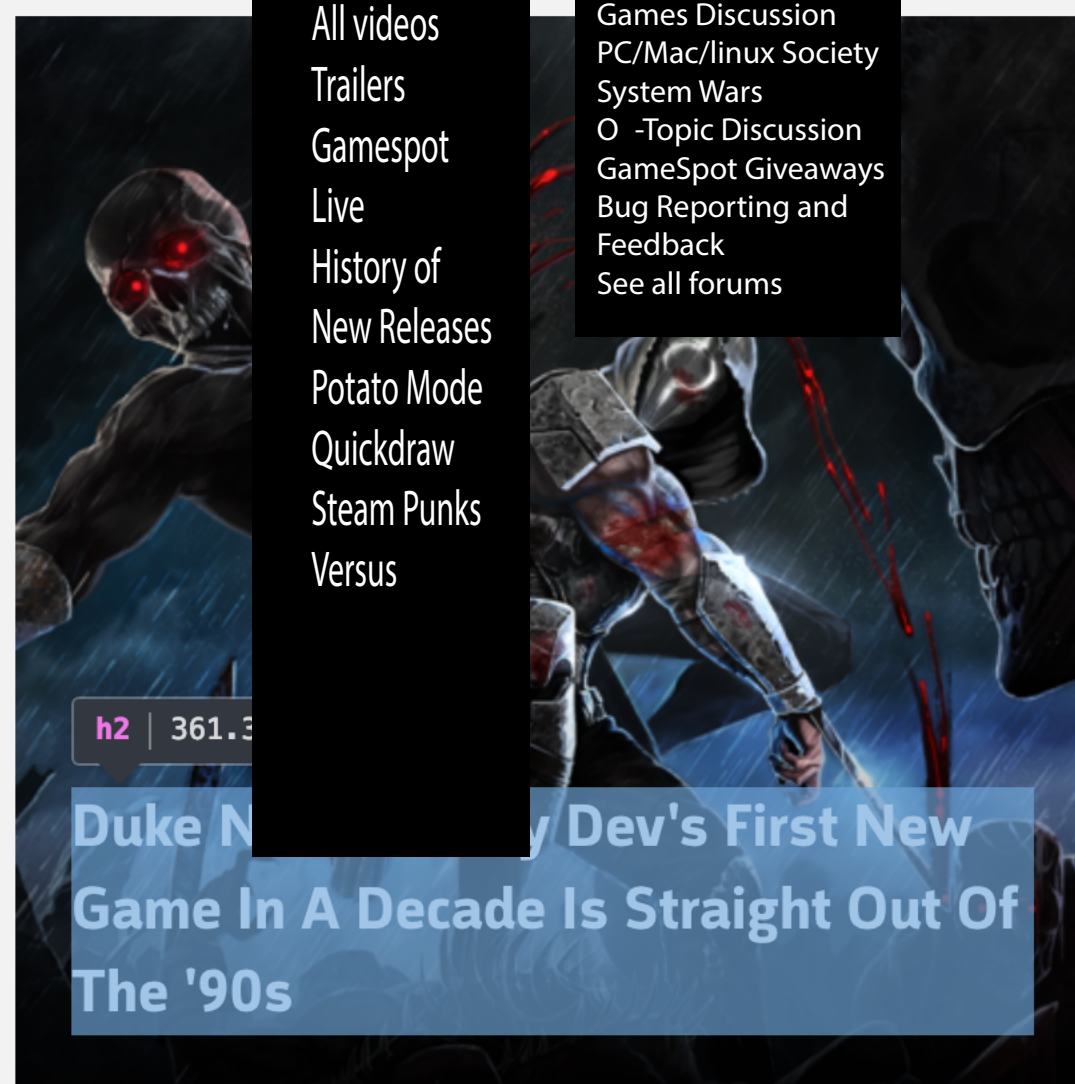 All videos
Trailers
Gamespot
Live
History of
New Releases
Potato Mode
Quickdraw
Steam Punks
Versus
Games Discussion
PC/Mac/linux Society
System Wars
O -Topic Discussion
GameSpot Giveaways
Bug Reporting and
Feedback
See all forums
h2 | 361.3
Duke Dev's First New
Game In A Decade Is Straight Out Of
The '90s